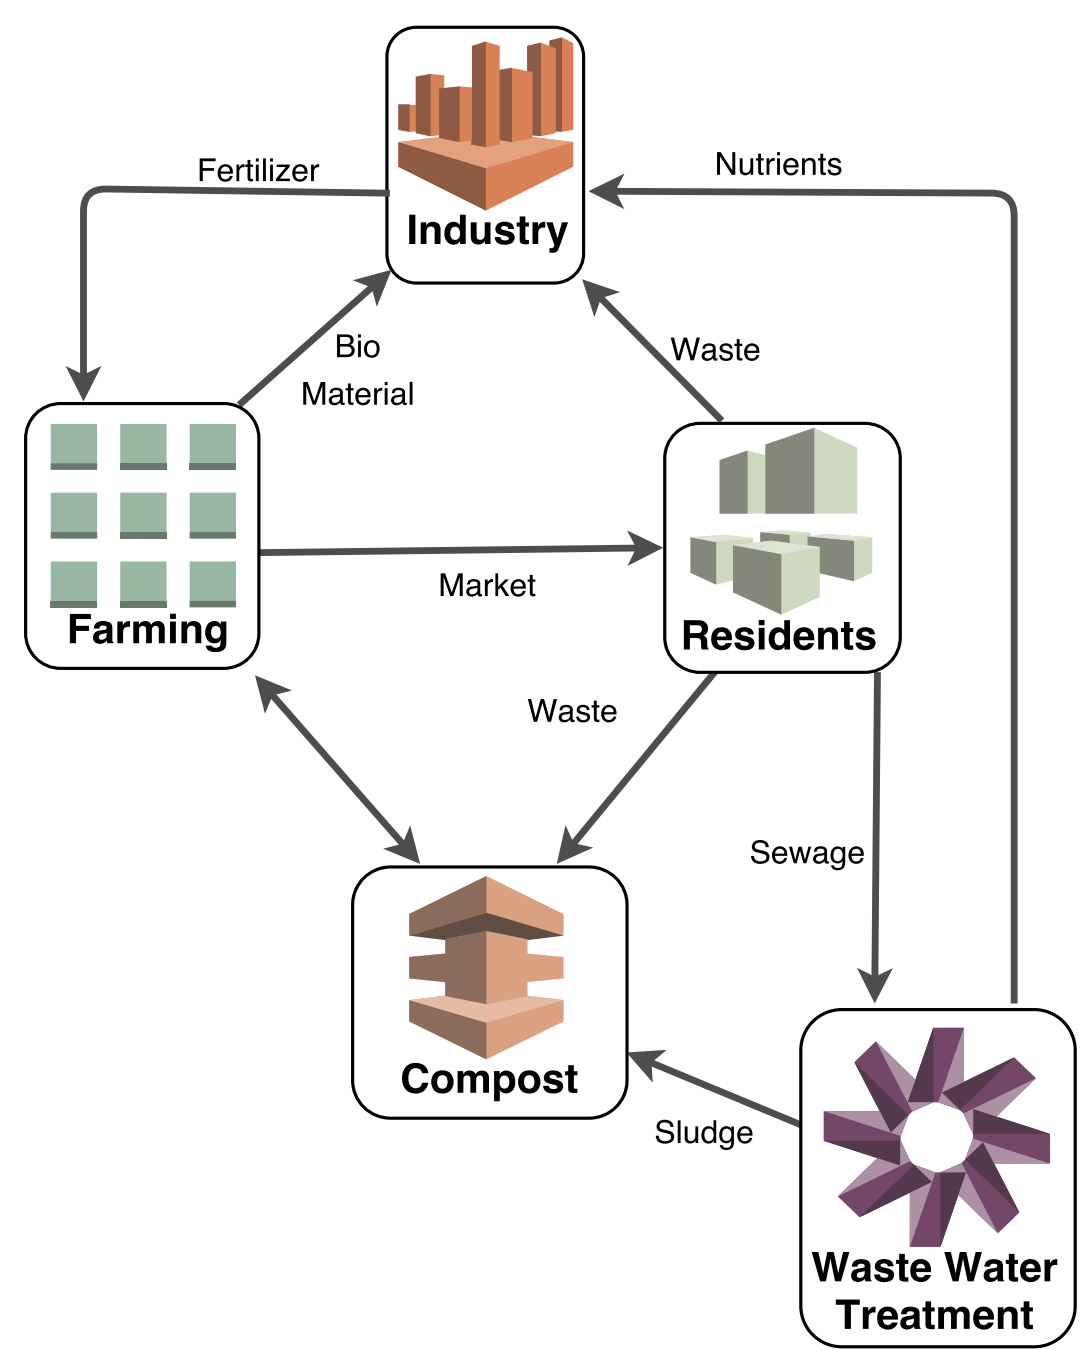 Fertilizer
Nutrients
Industry
Bio
Material
Waste
Market
Farming
Residents
Waste
Sewage
Compost
Sludge
Waste Water
Treatment